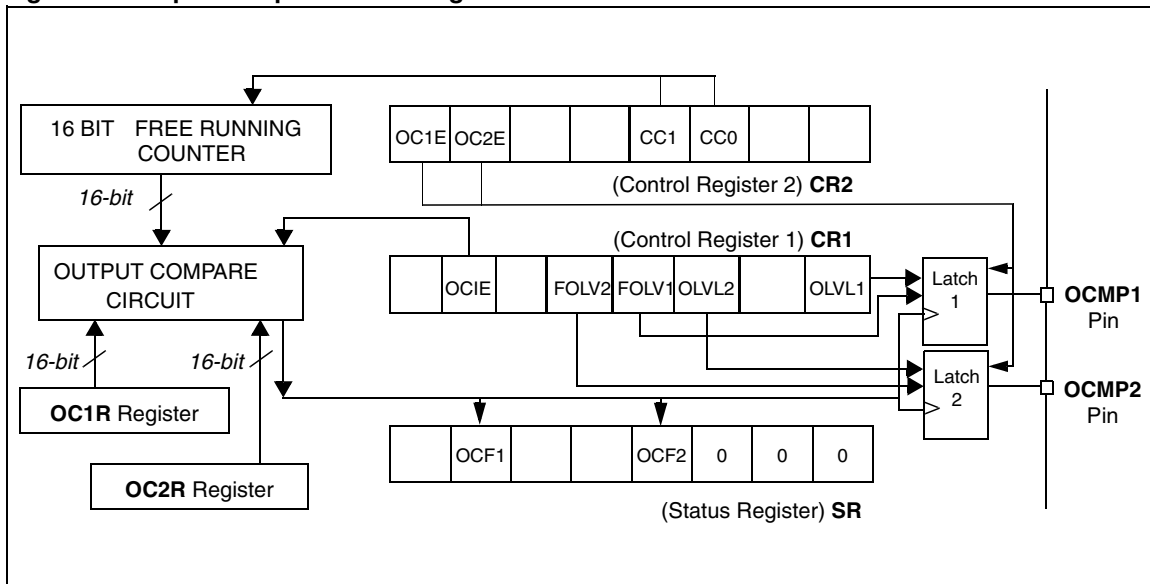 16 BIT FREE RUNNING
COUNTER
16-bit
OC1E OC2E CC1 CC0
(Control Register 2) CR2
(Control Register 1) CR1
OUTPUT COMPARE
CIRCUIT
OCIE FOLV2 FOLV1 OLVL2 OLVL1
Latch
1
OCMP1
Pin
16-bit
16-bit
Latch
2
OCMP2
Pin
OC1R Register
OCF1 OCF2 0 0 0
OC2R Register
(Status Register) SR